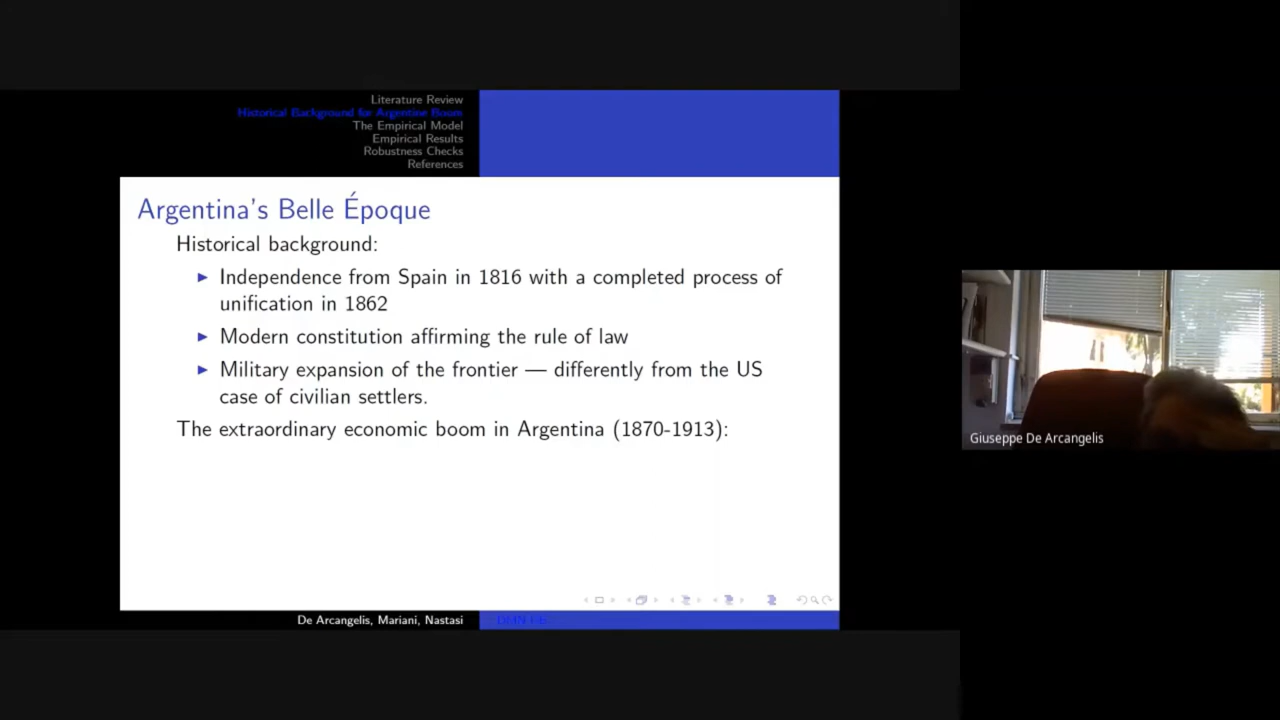 Literature Review
Historical Background for Argentine Boom
The Empirical Model
Empirical Results
Robustness Checks
References
Argentina's Belle Époque
Historical background:
Independence from Spain in 1816 with a completed process of
unification in 1862
Modern constitution affirming the rule of law
Military expansion of the frontier — differently from the US
case of civilian settlers.
The extraordinary economic boom in Argentina (1870-1913):
Giuseppe De Arcangelis
De Arcangelis, Mariani, Nastasi